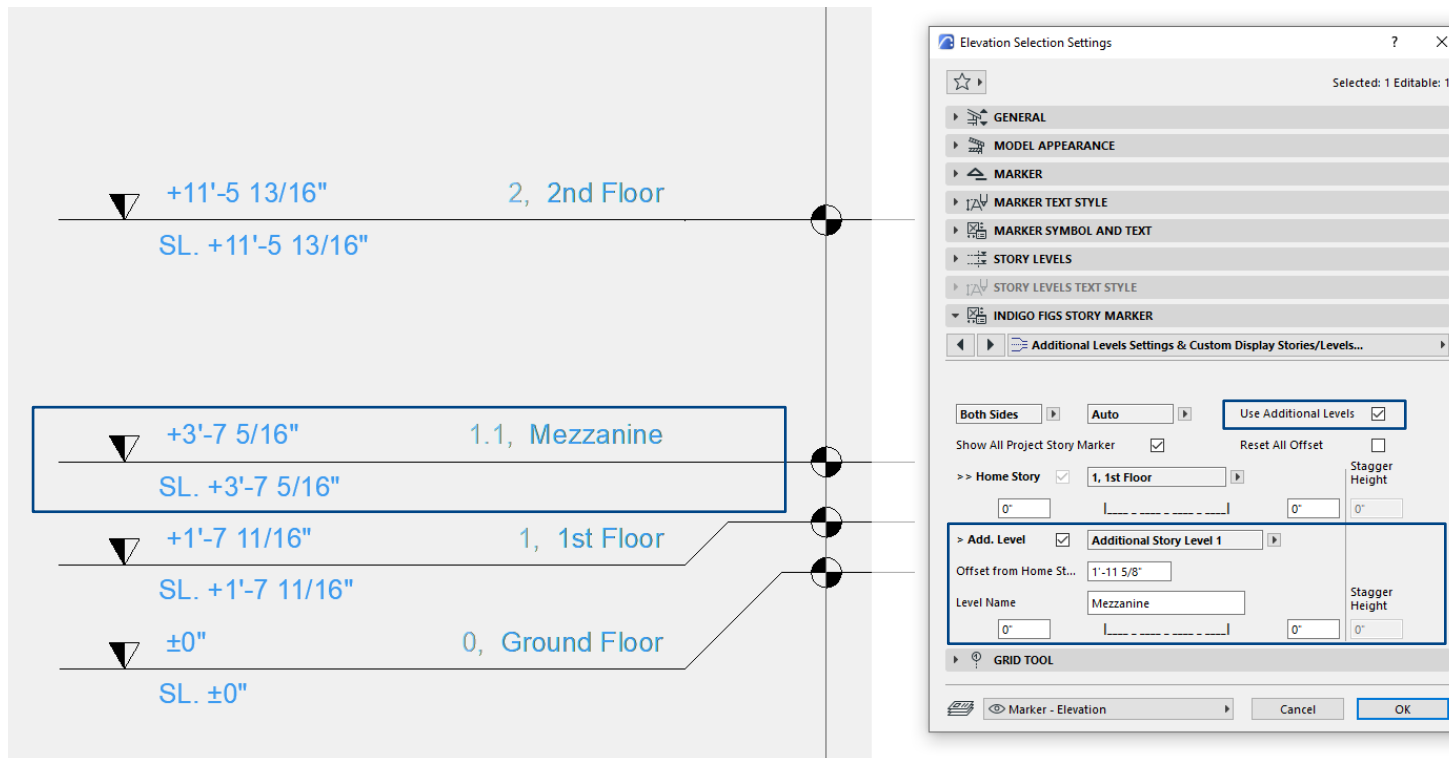 +11'-5 13/16" 2, 2nd Floor
SL. +11'-5 13/16"
+3'-7 5/16" 1.1, Mezzanine
SL. +3'-7 5/16"
+1'-7 11/16" 1, 1st Floor
SL. +1'-7 11/16"
±0" 0, Ground Floor
SL. ±0"
Elevation Selection Settings ? X
Selected: 1 Editable: 1
GENERAL
MODEL APPEARANCE
MARKER
MARKER TEXT STYLE
MARKER SYMBOL AND TEXT
STORY LEVELS
STORY LEVELS TEXT STYLE
INDIGO FIGS STORY MARKER
Additional Levels Settings & Custom Display Stories/Levels...
Both Sides Auto Use Additional Levels
Show All Project Story Marker Reset All Offset
>> Home Story 1, 1st Floor Stagger
Height
0" 0" 0"
> Add. Level Additional Story Level 1
Offset from Home St... 1'-11 5/8"
Level Name Mezzanine Stagger
Height
0" 0" 0"
GRID TOOL
Marker - Elevation Cancel OK